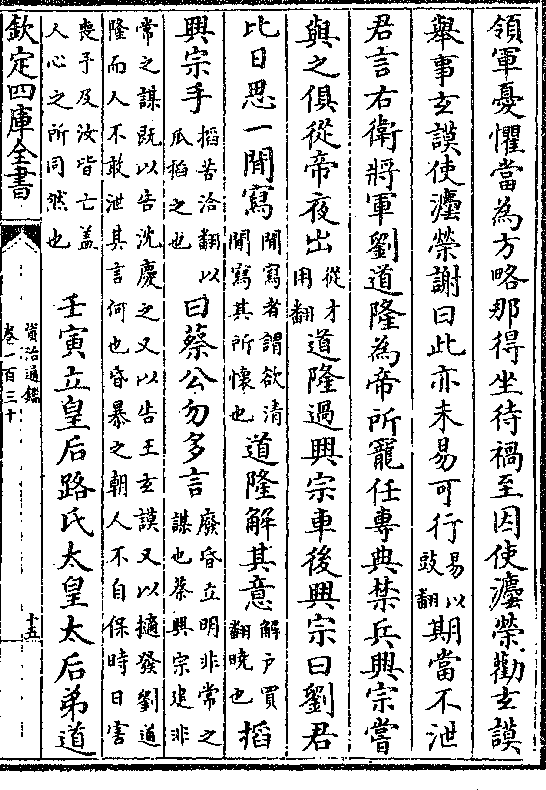 領軍憂懼當為方略那得坐待禍至因使灋榮勸玄謨
舉事玄謨使灋榮謝曰此亦未易可行易以豉翻期當不泄
君言右衛將軍劉道隆為帝所寵任專典禁兵興宗嘗
與之俱從帝夜出從才用翻道隆過興宗車後興宗曰劉君
比日思一閒寫閒寫者謂欲清閒寫其所懷也道隆解其意解戶買翻曉也搯
興宗手搯苦洽翻以瓜搯之也曰蔡公勿多言廢昏立明非常之謀也蔡興宗造非
常之謀既以告沈慶之又以告王玄謨又以擿發劉道
隆而人不敢泄其言何也昏暴之朝人不自保時日害
喪予及汝皆亡盖
人心之所同然也
壬寅立皇后路氏太皇太后弟道
欽定四庫全書
資治通鑑
卷一百三十
十五